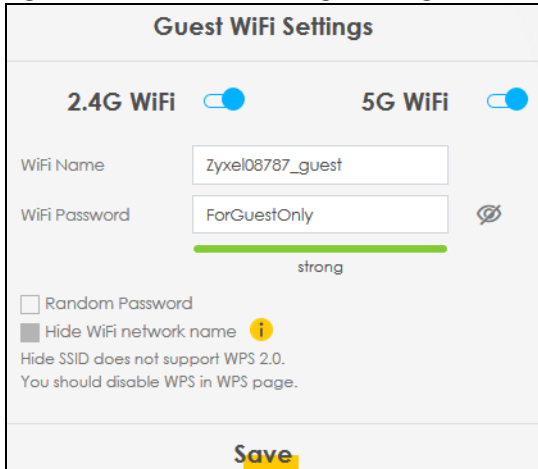 Guest WiFi Settings
2.4G WiFi 5G WiFi
WiFi Name Zyxel08787_guest
WiFi Password ForGuestOnly
strong
Random Password
Hide WiFi network name i
Hide SSID does not support WPS 2.0.
You should disable WPS in WPS page.
Save